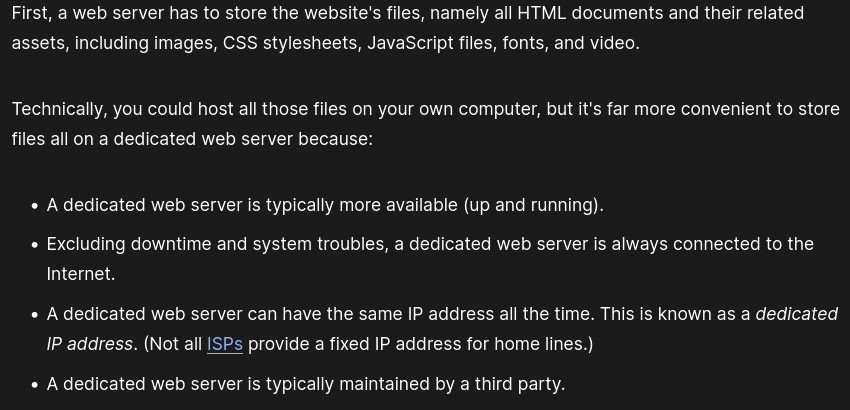 First, a web server has to store the website's files, namely all HTML documents and their related
assets, including images, CSS stylesheets, JavaScript files, fonts, and video.
Technically, you could host all those files on your own computer, but it's far more convenient to store
files all on a dedicated web server because:
• A dedicated web server is typically more available (up and running).
• Excluding downtime and system troubles, a dedicated web server is always connected to the
Internet.
• A dedicated web server can have the same IP address all the time. This is known as a dedicated
IP address. (Not all ISPs provide a fixed IP address for home lines.)
• A dedicated web server is typically maintained by a third party.